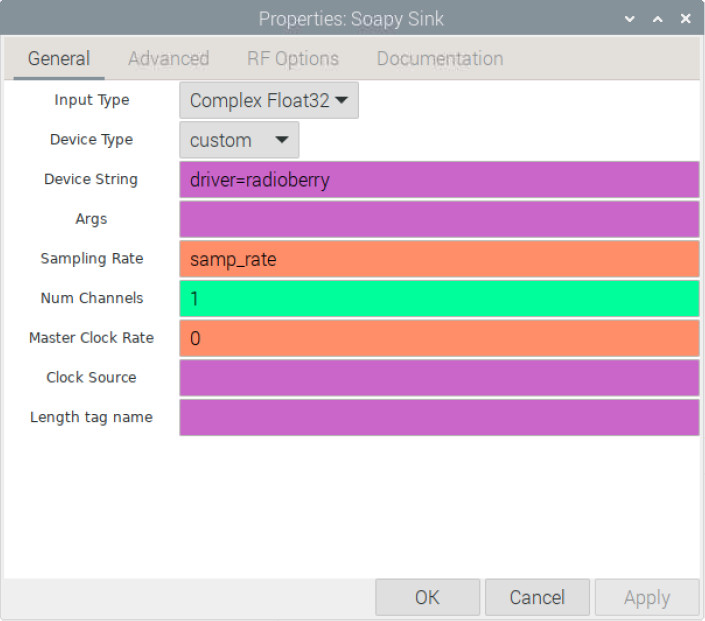 Properties: Soapy Sink
General Advanced RF Options Documentation
Input Type Complex Float32
Device Type custom
Device String driver=radioberry
Args
Sampling Rate samp_rate
Num Channels 1
Master Clock Rate 0
Clock Source
Length tag name
OK Cancel Apply